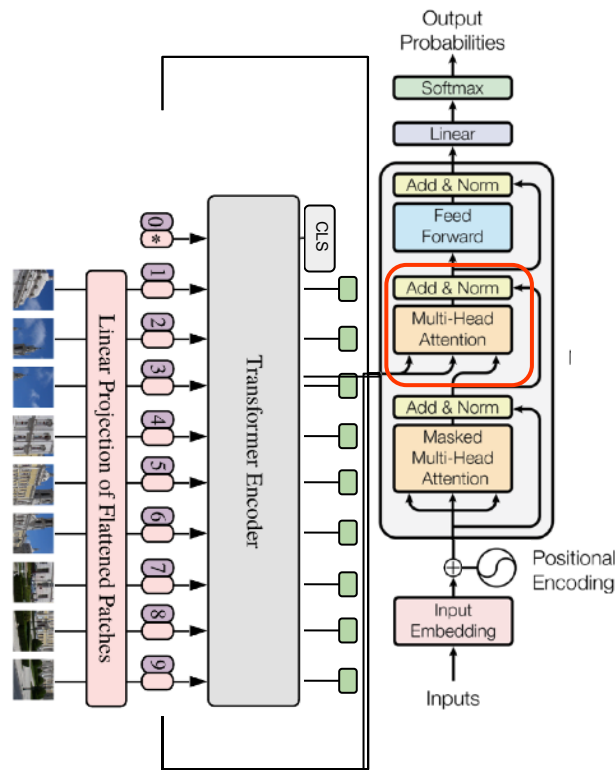 Output
Probabilities
Softmax
Linear
Add & Norm
Feed
Forward
Add & Norm
Multi-Head
Attention
Add & Norm
Masked
Multi-Head
Attention
Positional
Encoding
Input
Embedding
Inputs
CLS
Transformer Encoder
0
*
1
2
3
4
5
6
7
8
9
Linear Projection of Flattened Patches